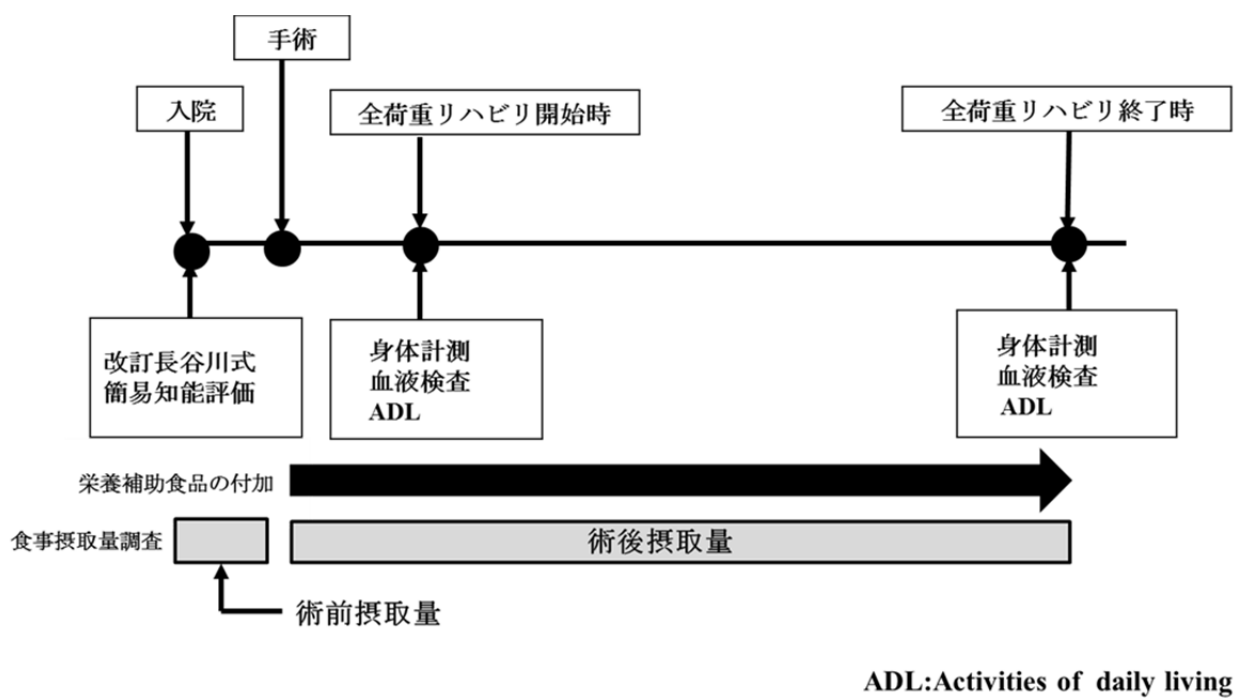 手術
入院
全荷重リハビリ開始時
全荷重リハビリ終了時
改訂長谷川式
簡易知能評価
身体計測
血液検査
ADL
身体計測
血液検査
ADL
栄養補助食品の付加
食事摂取量調査
術後摂取量
術前摂取量
ADL:Activities of daily living